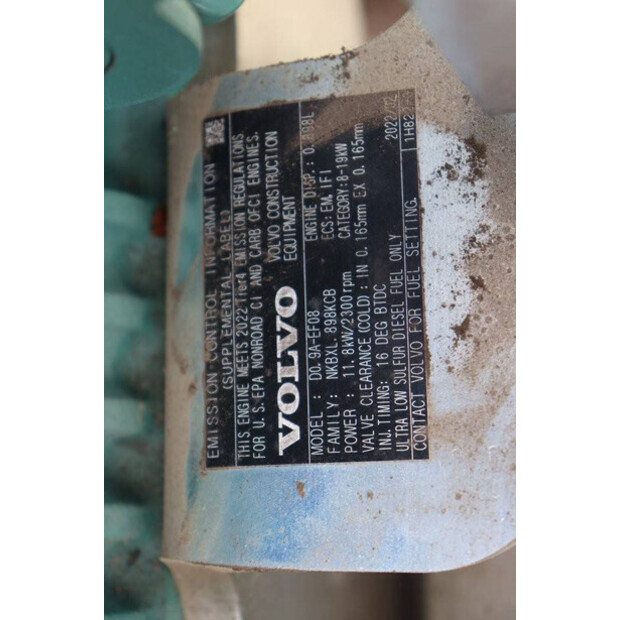 EMISSION CONTROL INFORMATION
(SUPPLEMENTAL LABEL)
THIS ENGINE MEETS 2022 Tier4 EMISSION REGULATIONS
FOR U.S. EPA NONROAD CI AND CARB OFCI ENGINES.
VOLVO VOLVO CONSTRUCTION
EQUIPMENT
MODEL : D0.9A-EF08 ENGINE DISP.: 0.898L
FAMILY: NKBXL.898KCB ECS:EM IFI
POWER : 11.8kW/2300rpm CATEGORY:8-19kW
VALVE CLEARANCE(COLD): IN 0.165mm EX 0.165mm
INJ.TIMING: 16 DEG BTDC
ULTRA LOW SULFUR DIESEL FUEL ONLY 2022/02
CONTACT VOLVO FOR FUEL SETTING. 1H82